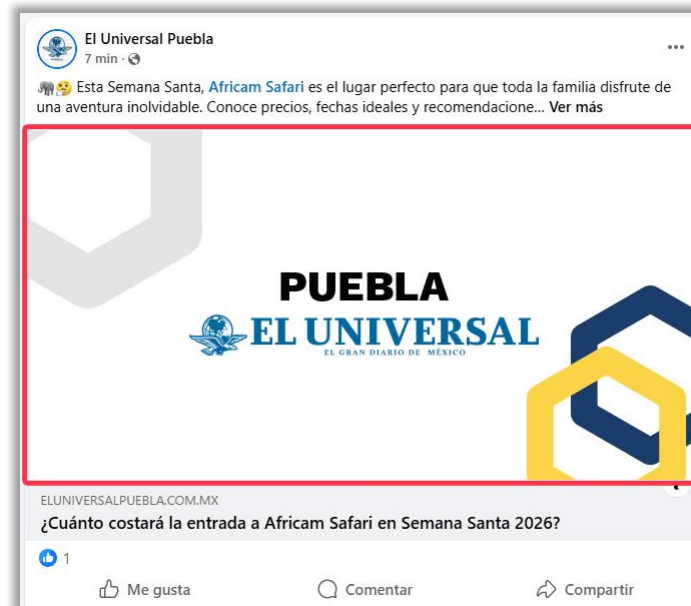 El Universal Puebla
7 min ·
Esta Semana Santa, Africam Safari es el lugar perfecto para que toda la familia disfrute de
una aventura inolvidable. Conoce precios, fechas ideales y recomendacione... Ver más
PUEBLA
EL UNIVERSAL
EL GRAN DIARIO DE MÉXICO
ELUNIVERSALPUEBLA.COM.MX
¿Cuánto costará la entrada a Africam Safari en Semana Santa 2026?
1
Me gusta Comentar Compartir